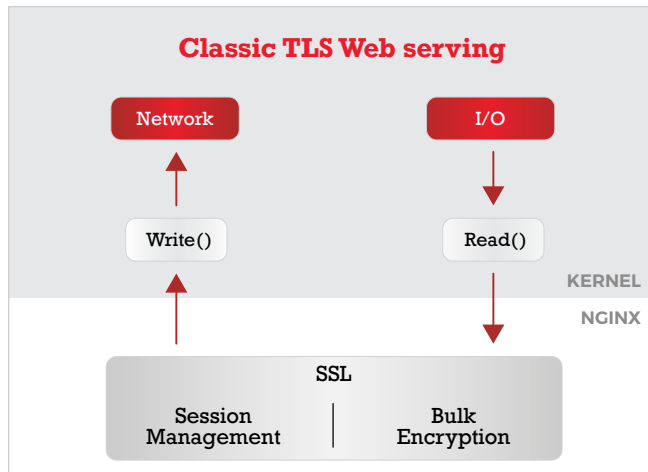 Classic TLS Web serving
Network
I/O
Write()
Read()
KERNEL
NGINX
SSL
Session
Management
Bulk
Encryption